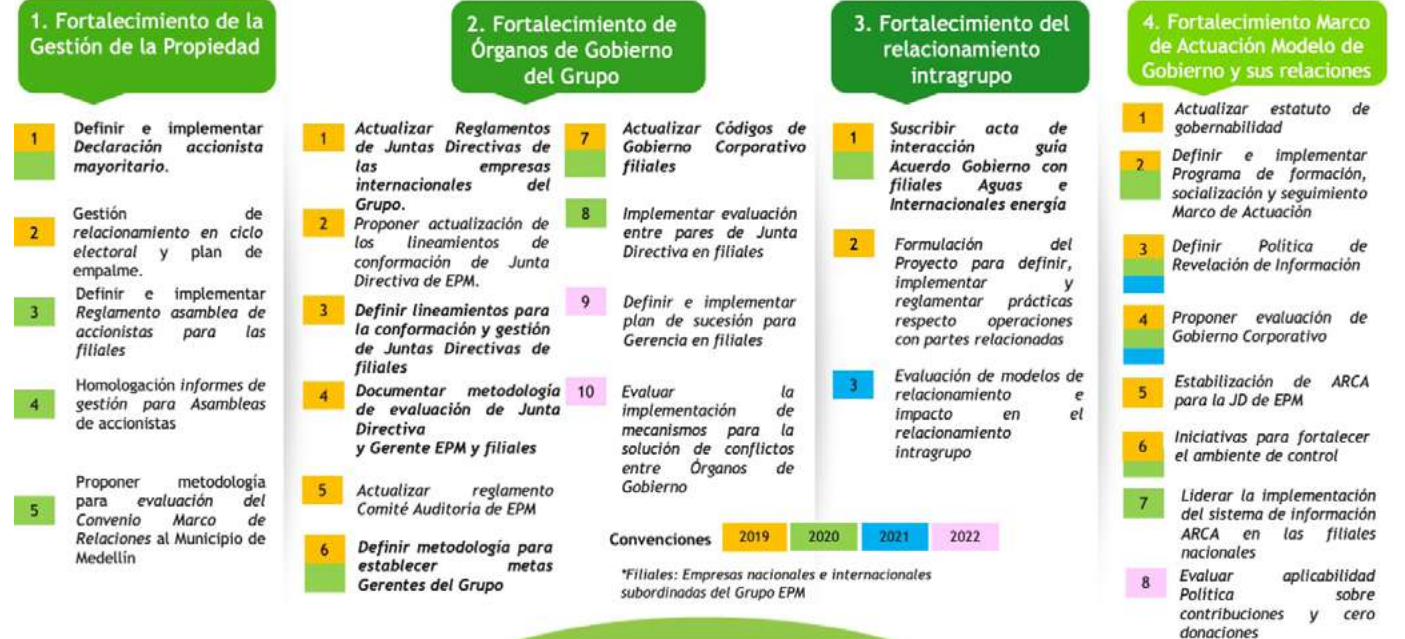 1. Fortalecimiento de la
Gestión de la Propiedad
1
Definir e implementar
Declaración accionista
mayoritario.
2
Gestión de
relacionamiento en ciclo
electoral y plan de
empalme.
3
Definir e implementar
Reglamento asamblea de
accionistas para las
filiales
4
Homologación informes de
gestión para Asambleas
de accionistas
5
Proponer metodología
para evaluación del
Convenio Marco de
Relaciones al Municipio de
Medellín
2. Fortalecimiento de
Órganos de Gobierno
del Grupo
1
Actualizar Reglamentos
de Juntas Directivas de
las empresas
internacionales del
Grupo.
2
Proponer actualización de
los lineamientos de
conformación de Junta
Directiva de EPM.
3
Definir lineamientos para
la conformación y gestión
de Juntas Directivas de
filiales
4
Documentar metodología
de evaluación de Junta
Directiva
y Gerente EPM y filiales
5
Actualizar reglamento
Comité Auditoría de EPM
6
Definir metodología para
establecer metas
Gerentes del Grupo
7
Actualizar Códigos de
Gobierno Corporativo
filiales
8
Implementar evaluación
entre pares de Junta
Directiva en filiales
9
Definir e implementar
plan de sucesión para
Gerencia en filiales
10
Evaluar la
implementación de
mecanismos para la
solución de conflictos
entre Órganos de
Gobierno
3. Fortalecimiento del
relacionamiento
intragrupo
1
Suscribir acta de
interacción guía
Acuerdo Gobierno con
filiales Aguas e
Internacionales energía
2
Formulación del
Proyecto para definir,
implementar y
reglamentar prácticas
respecto operaciones
con partes relacionadas
3
Evaluación de modelos de
relacionamiento e
impacto en el
relacionamiento
intragrupo
4. Fortalecimiento Marco
de Actuación Modelo de
Gobierno y sus relaciones
1
Actualizar estatuto de
gobernabilidad
2
Definir e implementar
Programa de formación,
socialización y seguimiento
Marco de Actuación
3
Definir Política de
Revelación de Información
4
Proponer evaluación de
Gobierno Corporativo
5
Estabilización de ARCA
para la JD de EPM
6
Iniciativas para fortalecer
el ambiente de control
7
Liderar la implementación
del sistema de información
ARCA en las filiales
nacionales
8
Evaluar aplicabilidad
Política sobre
contribuciones y cero
donaciones
Convenciones 2019 2020 2021 2022
*Filiales: Empresas nacionales e internacionales
subordinadas del Grupo EPM